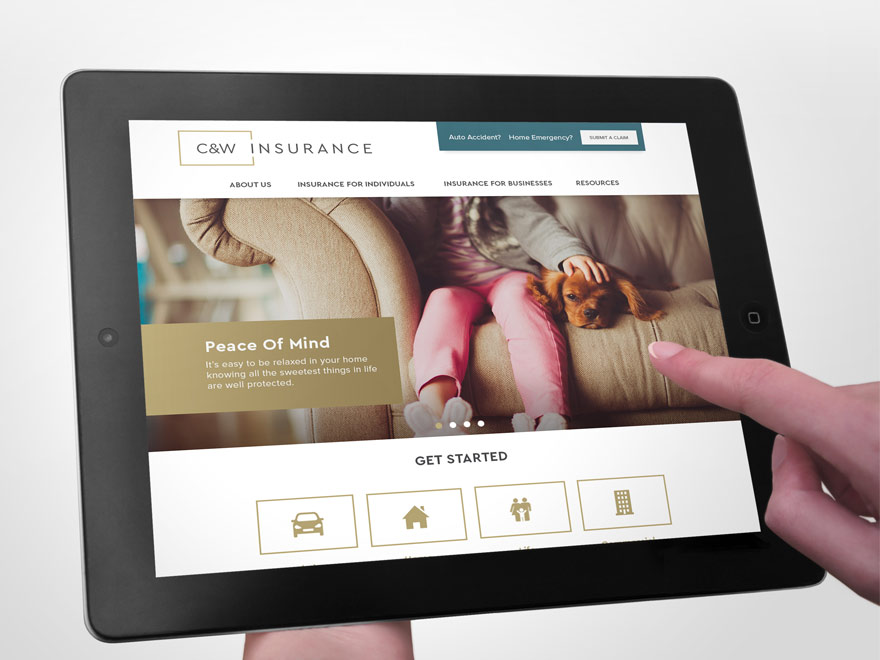 C&W INSURANCE
Auto Accident? Home Emergency? SUBMIT A CLAIM
ABOUT US INSURANCE FOR INDIVIDUALS INSURANCE FOR BUSINESSES RESOURCES
Peace Of Mind
It's easy to be relaxed in your home
knowing all the sweetest things in life
are well protected.
GET STARTED